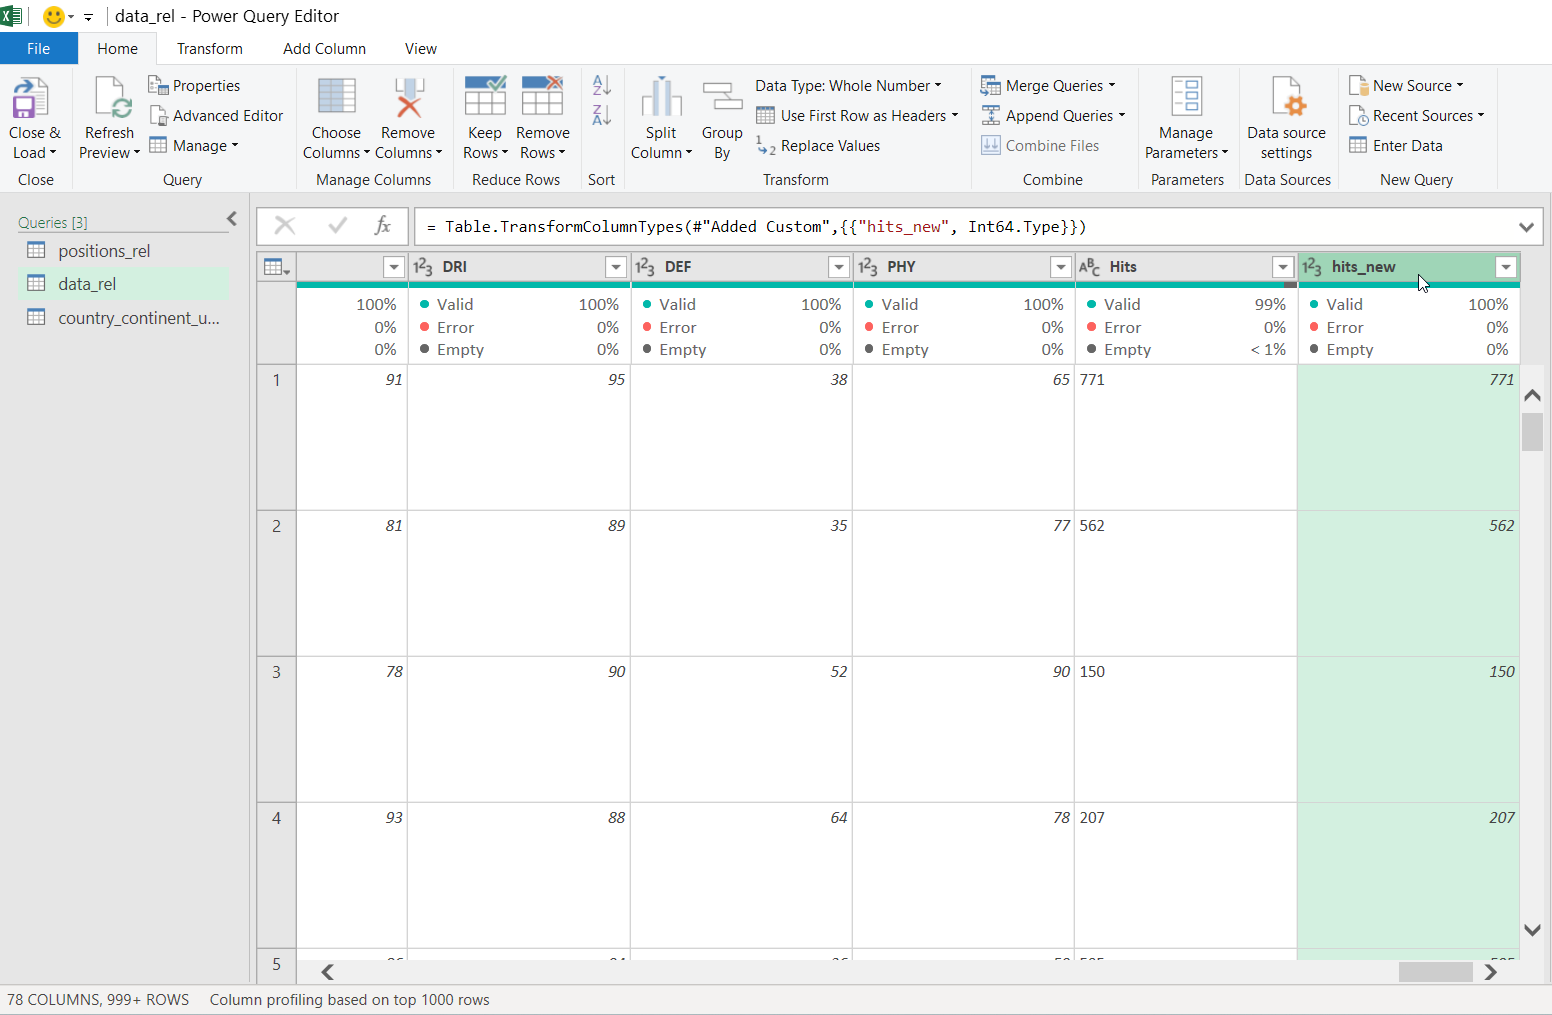 data_rel - Power Query Editor
File Home Transform Add Column View
Close & Load
Close
Refresh Preview
Properties
Advanced Editor
Manage
Query
Choose Columns
Remove Columns
Manage Columns
Keep Rows
Remove Rows
Reduce Rows
Sort
Split Column
Group By
Data Type: Whole Number
Use First Row as Headers
Replace Values
Transform
Merge Queries
Append Queries
Combine Files
Combine
Manage Parameters
Parameters
Data source settings
Data Sources
New Source
Recent Sources
Enter Data
New Query
Queries [3]
positions_rel
data_rel
country_continent_u...
fx = Table.TransformColumnTypes(#"Added Custom",{{"hits_new", Int64.Type}})
123 DRI 123 DEF 123 PHY ABC Hits 123 hits_new
100% Valid 100% Valid 100% Valid 100% Valid 99% Valid 100%
0% Error 0% Error 0% Error 0% Error 0% Error 0%
0% Empty 0% Empty 0% Empty 0% Empty < 1% Empty 0%
1 91 95 38 65 771 771
2 81 89 35 77 562 562
3 78 90 52 90 150 150
4 93 88 64 78 207 207
5
78 COLUMNS, 999+ ROWS Column profiling based on top 1000 rows